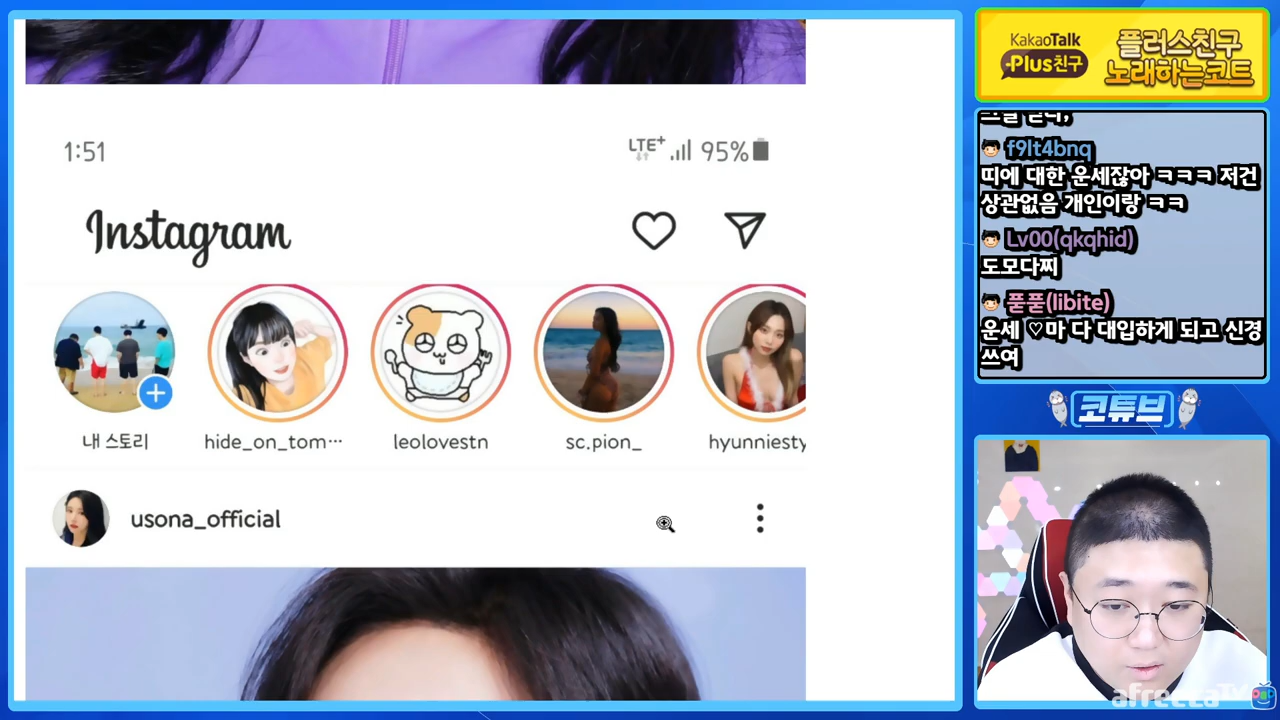 1:51
LTE+
95%
Instagram
내 스토리
hide_on_tom…
leolovestn
sc.pion_
hyunniesty
usona_official
KakaoTalk
Plus친구
플러스친구
노래하는코트
f9lt4bnq
띠에 대한 운세잖아 ㅋㅋㅋ 저건
상관없음 개인이랑 ㅋㅋ
Lv00(qkqhid)
도모다찌
푿푿(libite)
운세 ♡마 다 대입하게 되고 신경
쓰여
코튜브
afreecaTV